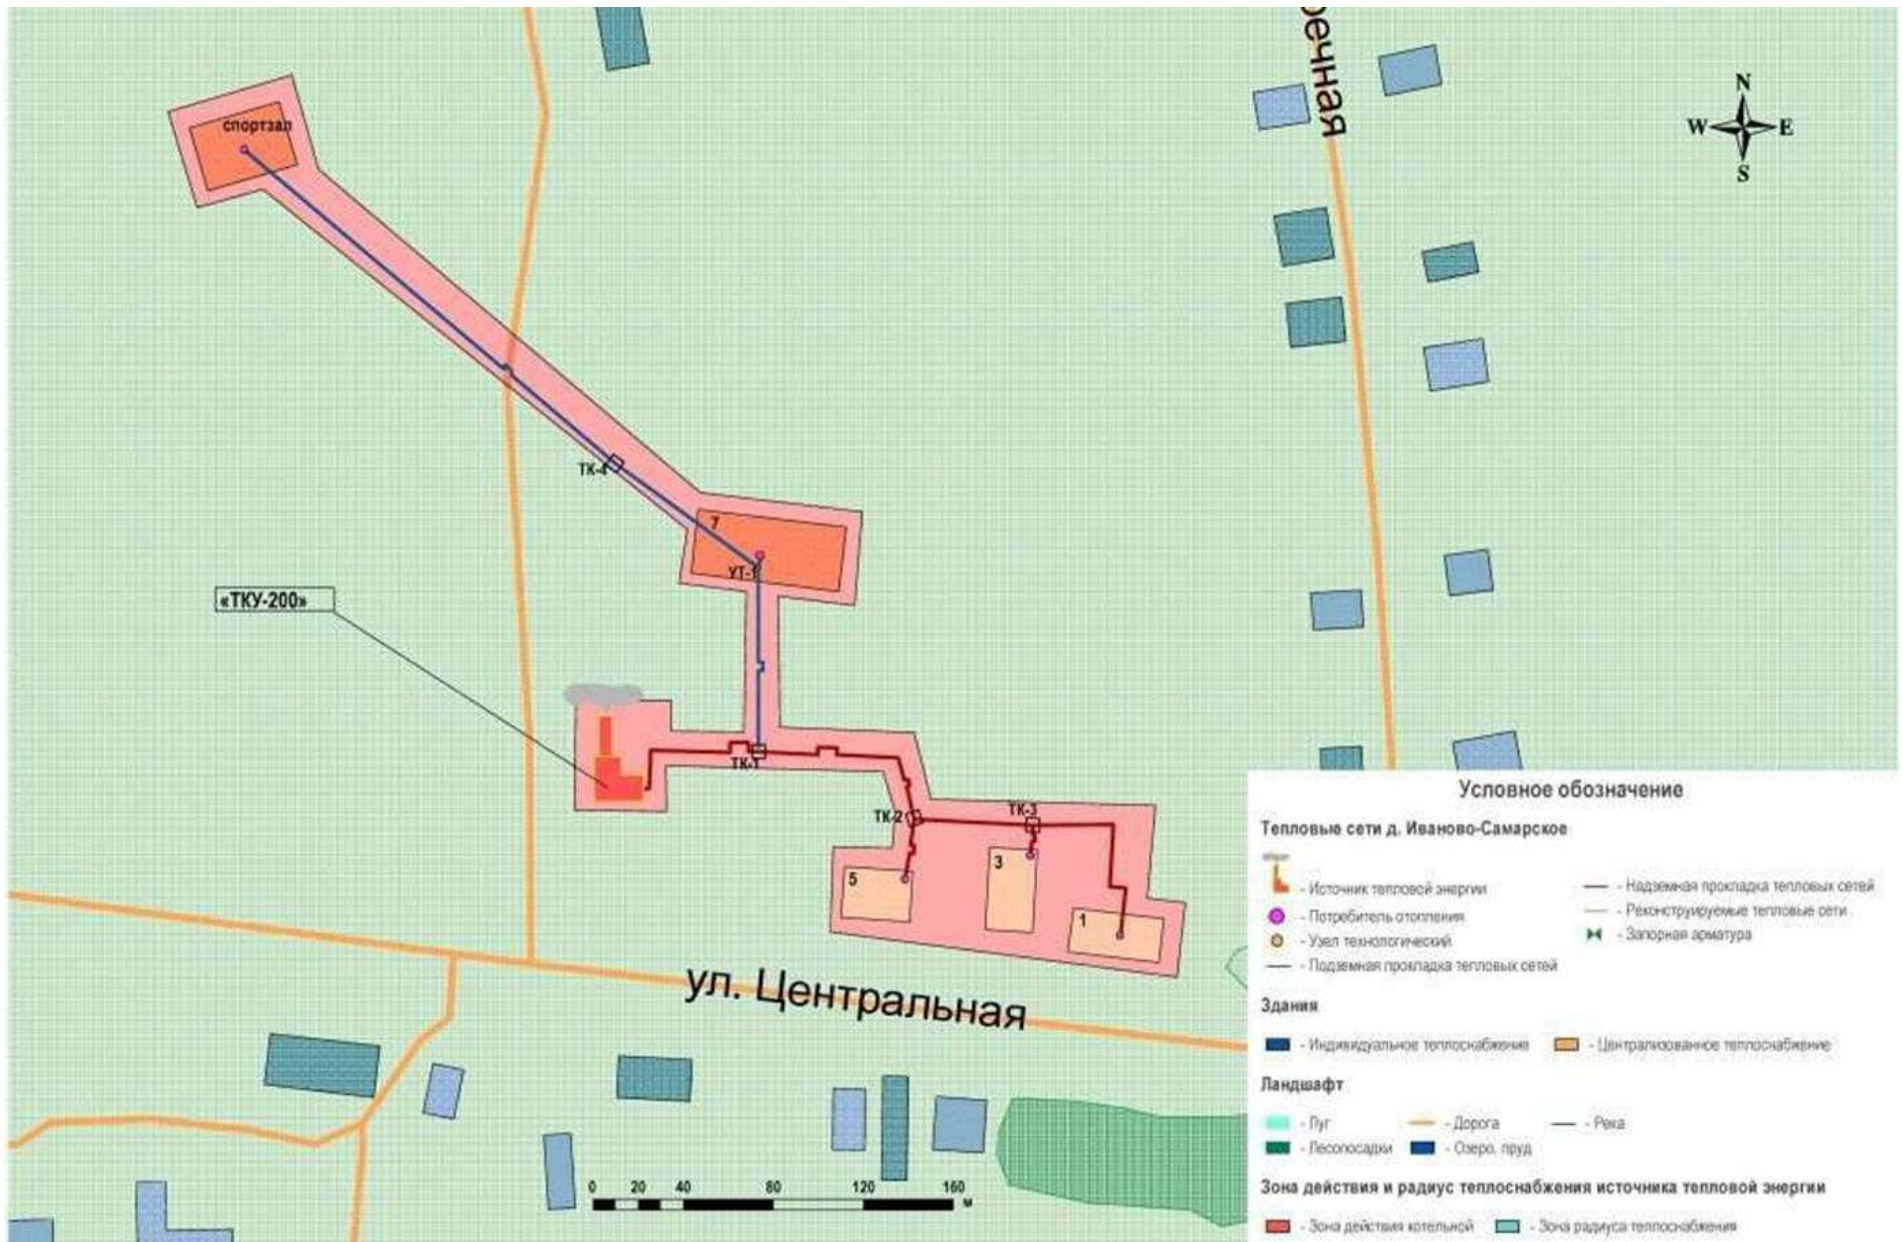 речная
N
W E
S
спортзал
ТК-4
7
УТ-1
«ТКУ-200»
ТК-1
ТК-2
ТК-3
5
3
1
ул. Центральная
0 20 40 80 120 160
м
Условное обозначение
Тепловые сети д. Иваново-Самарское
- Источник тепловой энергии
- Надземная прокладка тепловых сетей
- Потребитель отопления
- Реконструируемые тепловые сети
- Узел технологический
- Запорная арматура
- Подземная прокладка тепловых сетей
Здания
- Индивидуальное теплоснабжение
- Централизованное теплоснабжение
Ландшафт
- Луг
- Дорога
- Река
- Лесопосадки
- Озеро, пруд
Зона действия и радиус теплоснабжения источника тепловой энергии
- Зона действия котельной
- Зона радиуса теплоснабжения